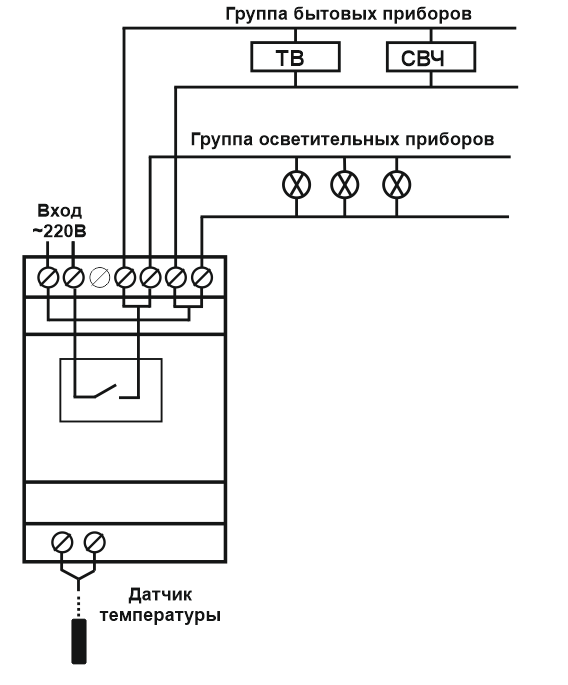 Группа бытовых приборов
ТВ
СВЧ
Группа осветительных приборов
Вход
~220В
Датчик
температуры